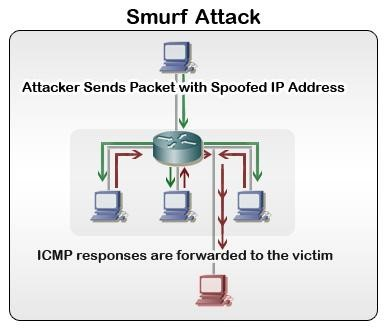 Smurf Attack
Attacker Sends Packet with Spoofed IP Address
ICMP responses are forwarded to the victim